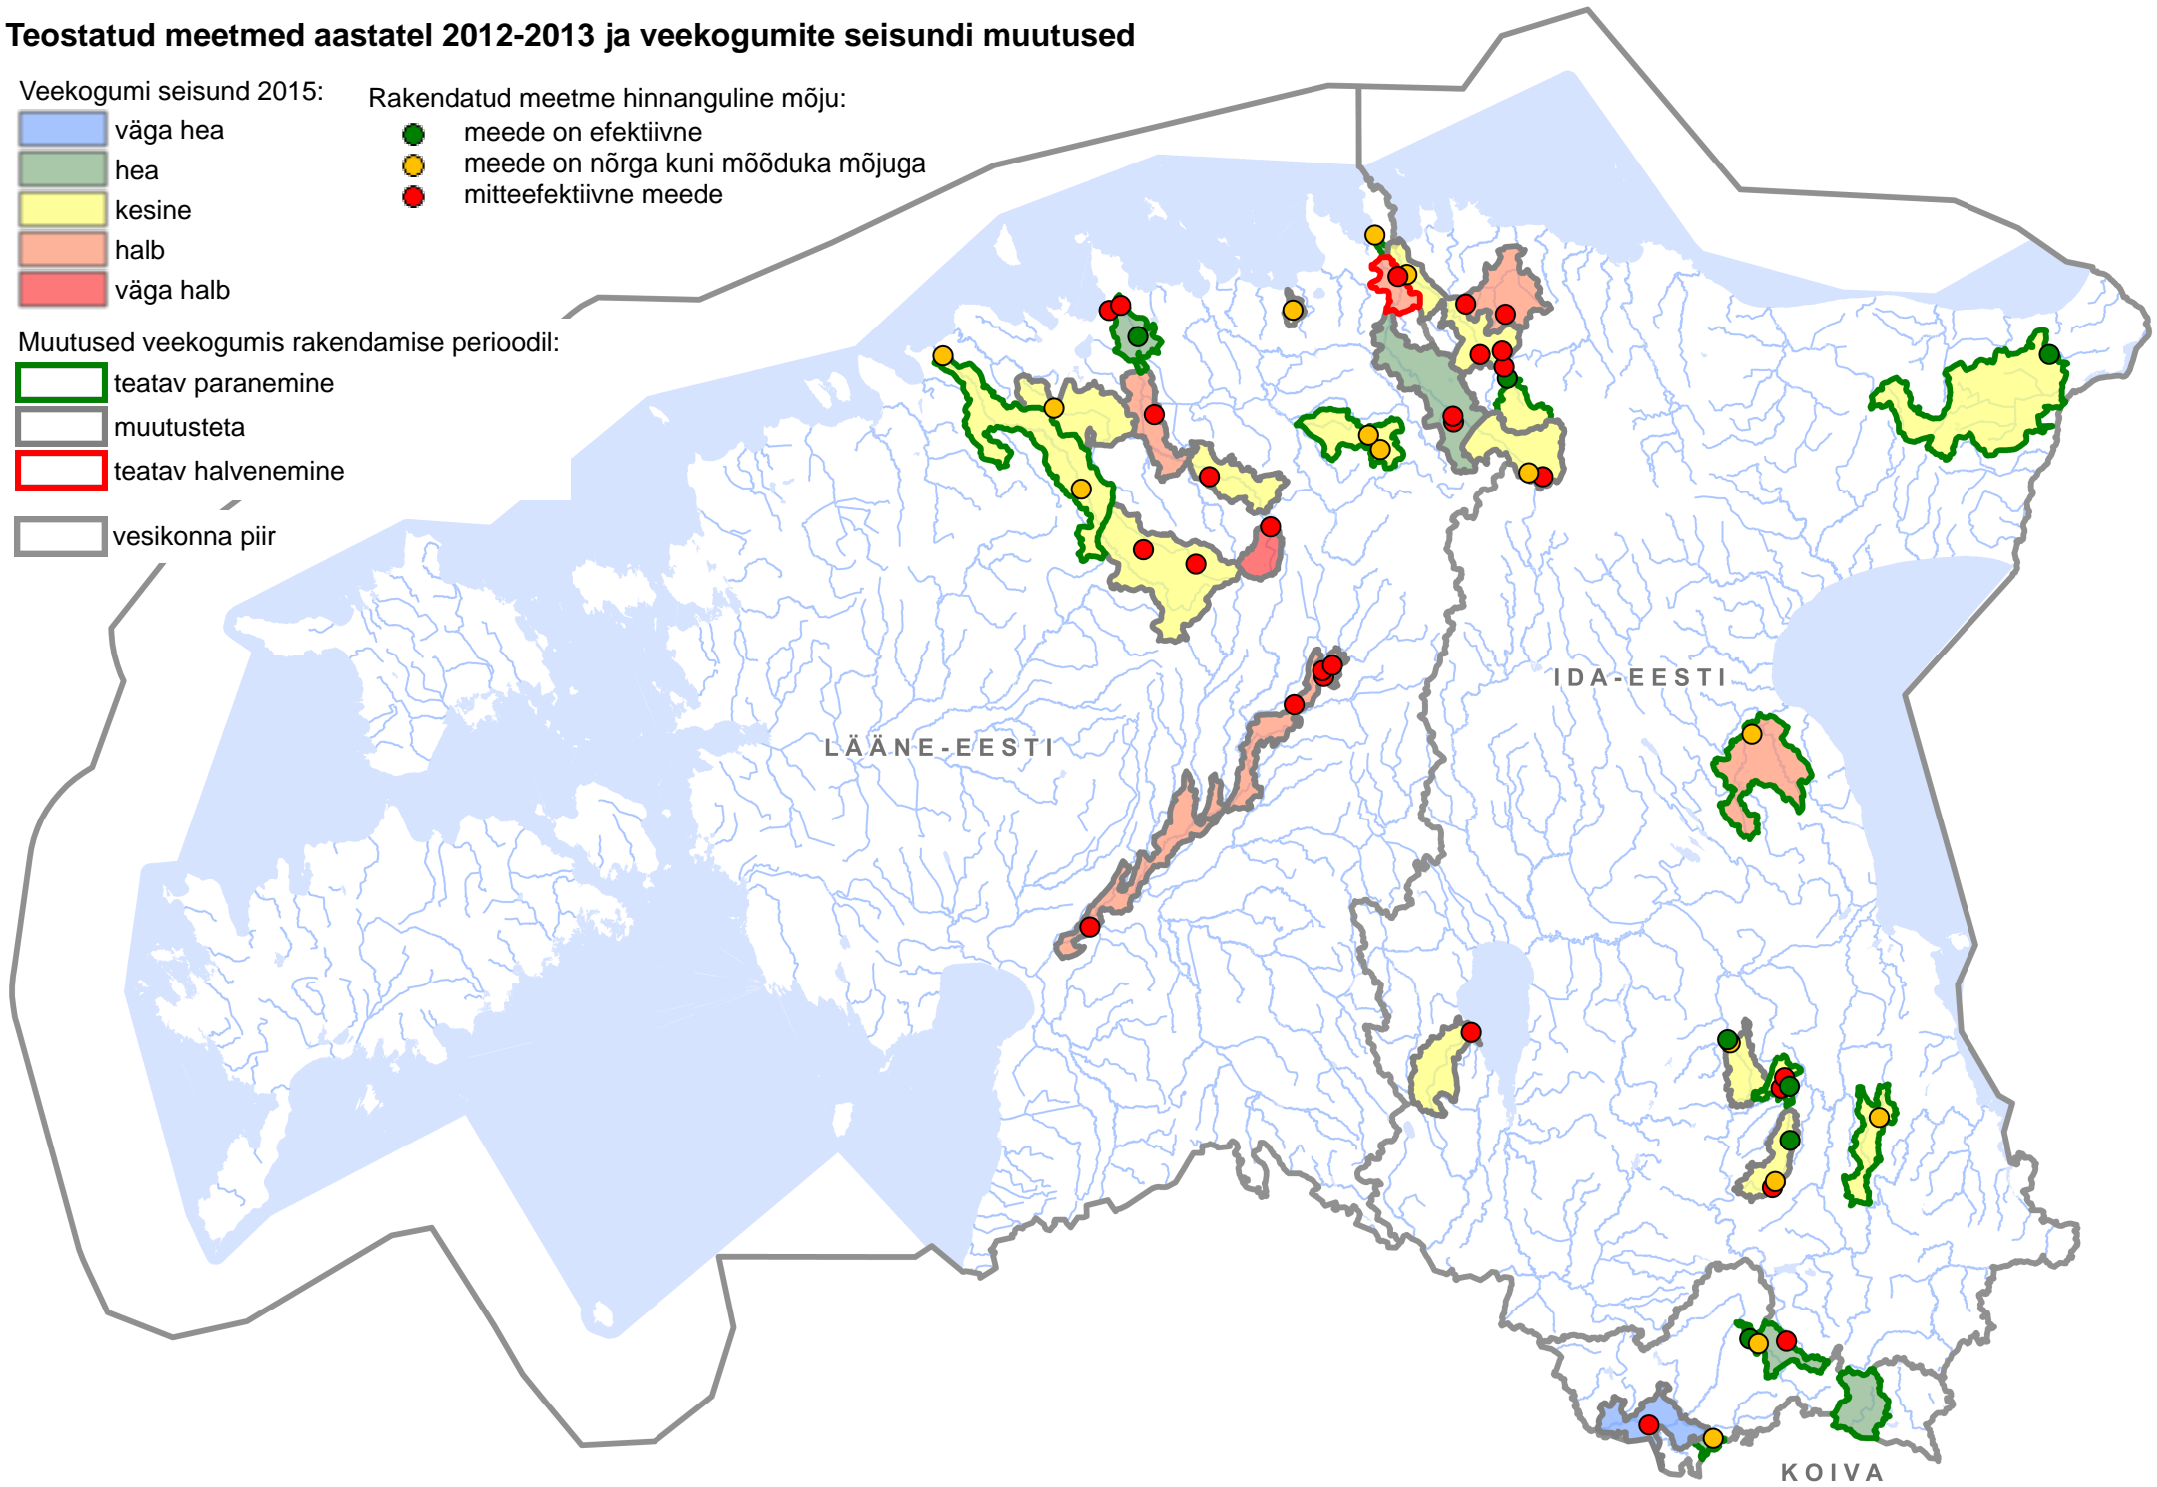 Teostatud meetmed aastatel 2012-2013 ja veekogumite seisundi muutused
Veekogumi seisund 2015:
väga hea
hea
kesine
halb
väga halb
Rakendatud meetme hinnanguline mõju:
meede on efektiivne
meede on nõrga kuni mõõduka mõjuga
mitteefektiivne meede
Muutused veekogumis rakendamise perioodil:
teatav paranemine
muutusteta
teatav halvenemine
vesikonna piir
IDA-EESTI
LÄÄNE-EESTI
KOIVA